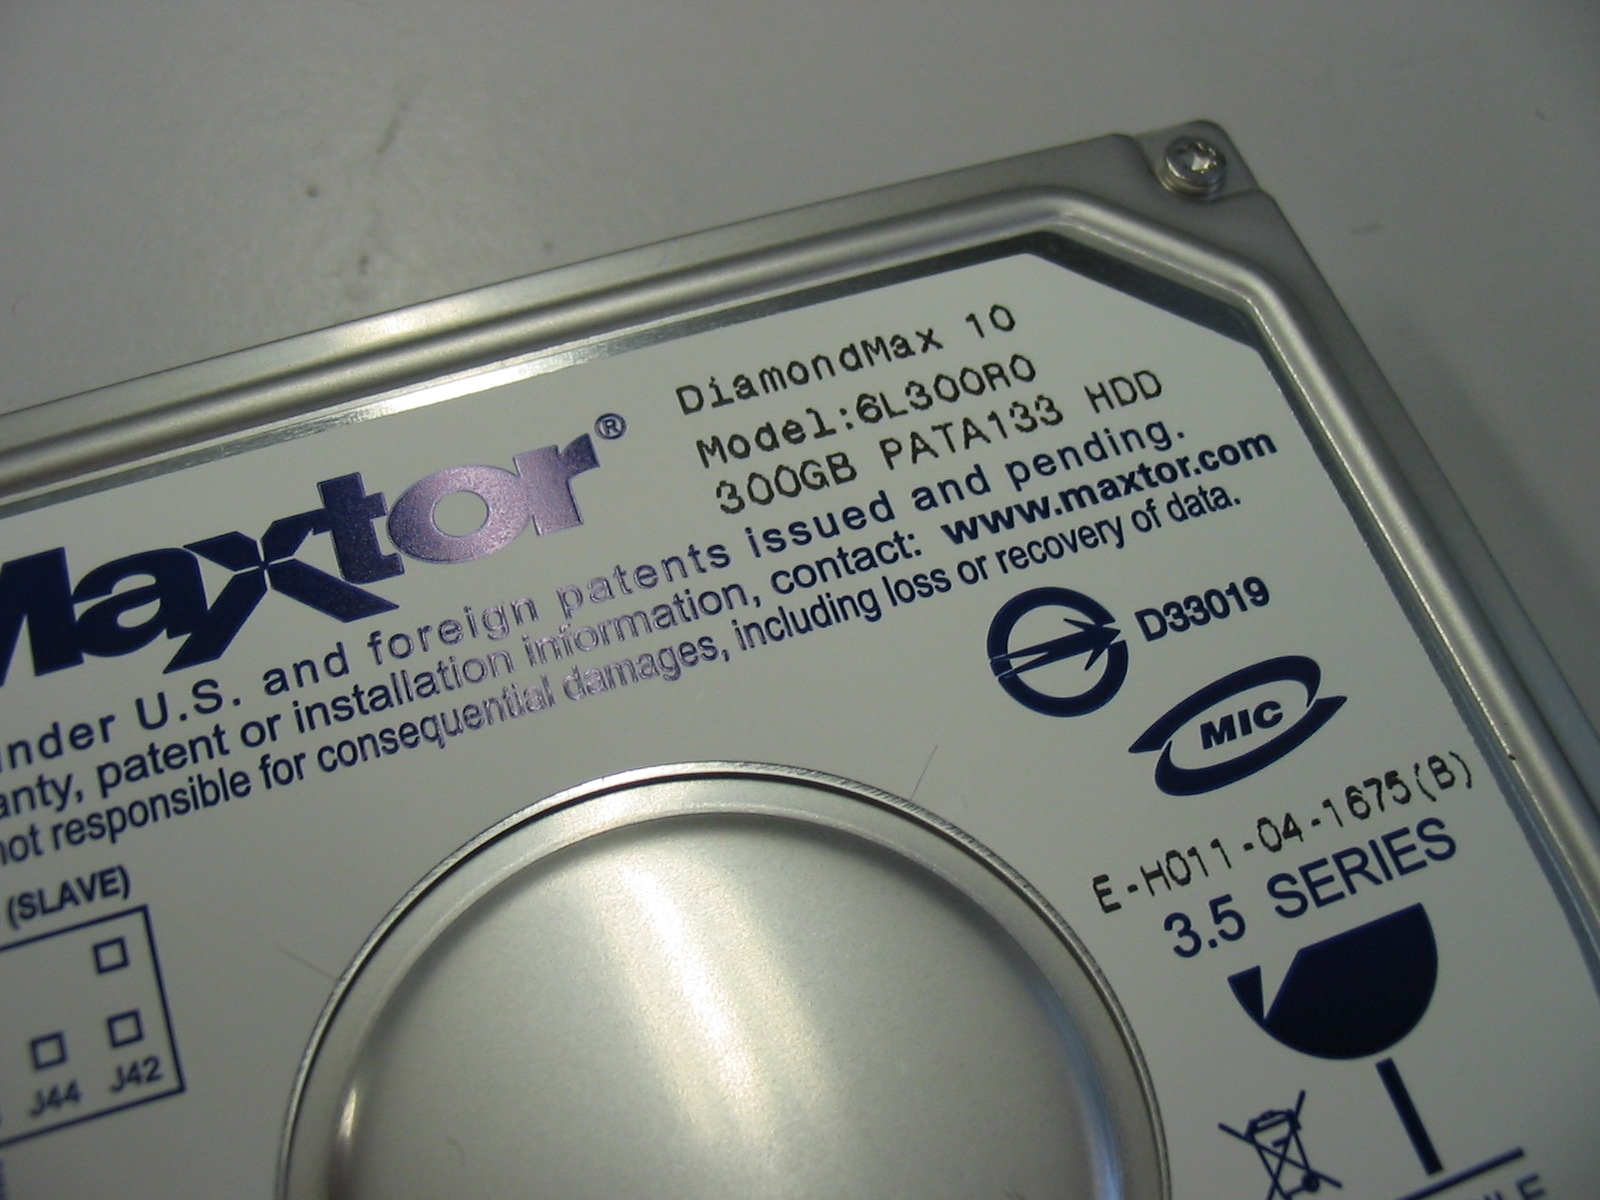 DiamondMax 10
Model:6L300R0
300GB PATA133 HDD
Maxtor®
under U.S. and foreign patents issued and pending.
patent or installation information, contact: www.maxtor.com
not responsible for consequential damages, including loss or recovery of data.
D33019
MIC
E-H011-04-1675(B)
3.5 SERIES
(SLAVE)
J44 J42